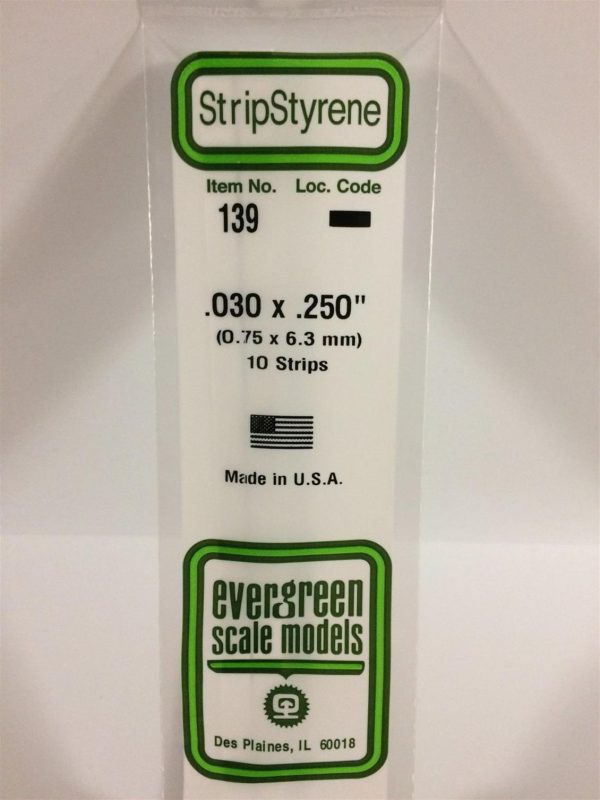 StripStyrene
Item No. Loc. Code
139
.030 x .250"
(0.75 x 6.3 mm)
10 Strips
Made in U.S.A.
evergreen
scale models
Des Plaines, IL 60018